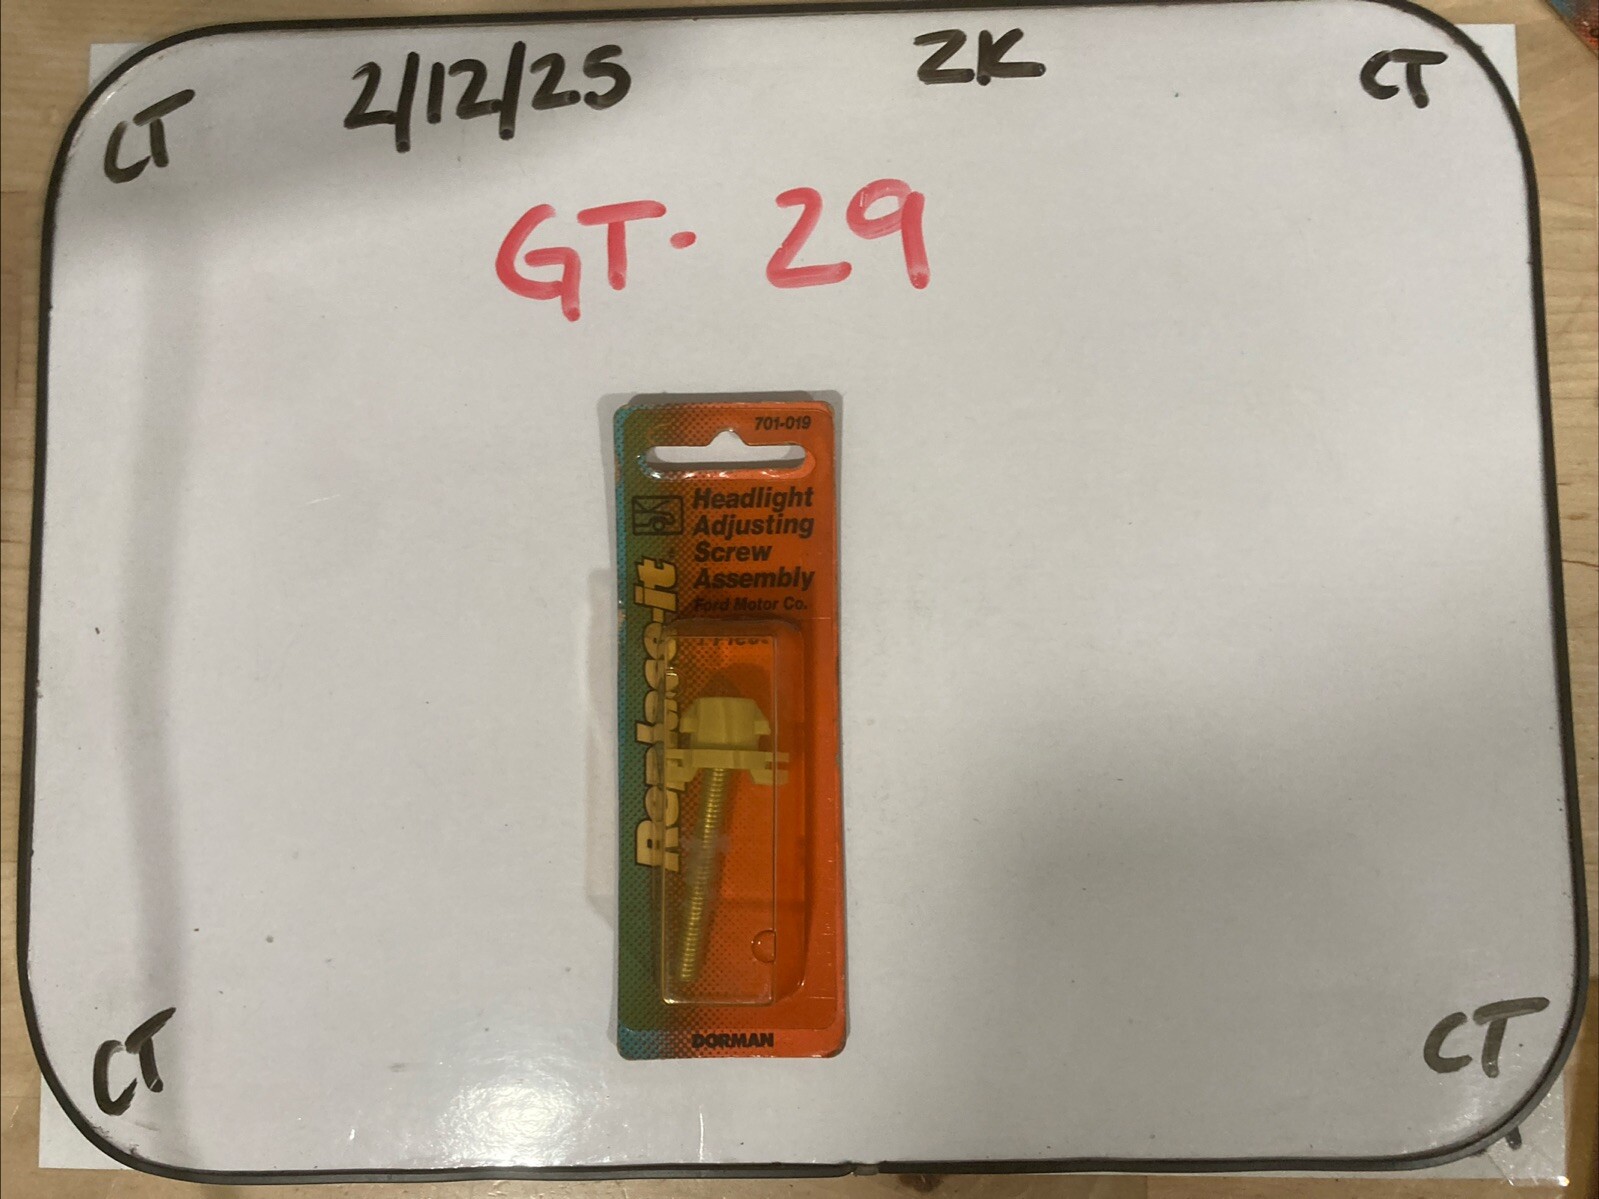 2/12/25
ZK
CT
CT
GT- 29
701-019
Headlight
Adjusting
Screw
Assembly
Ford Motor Co.
Replace-it
DORMAN
CT
CT